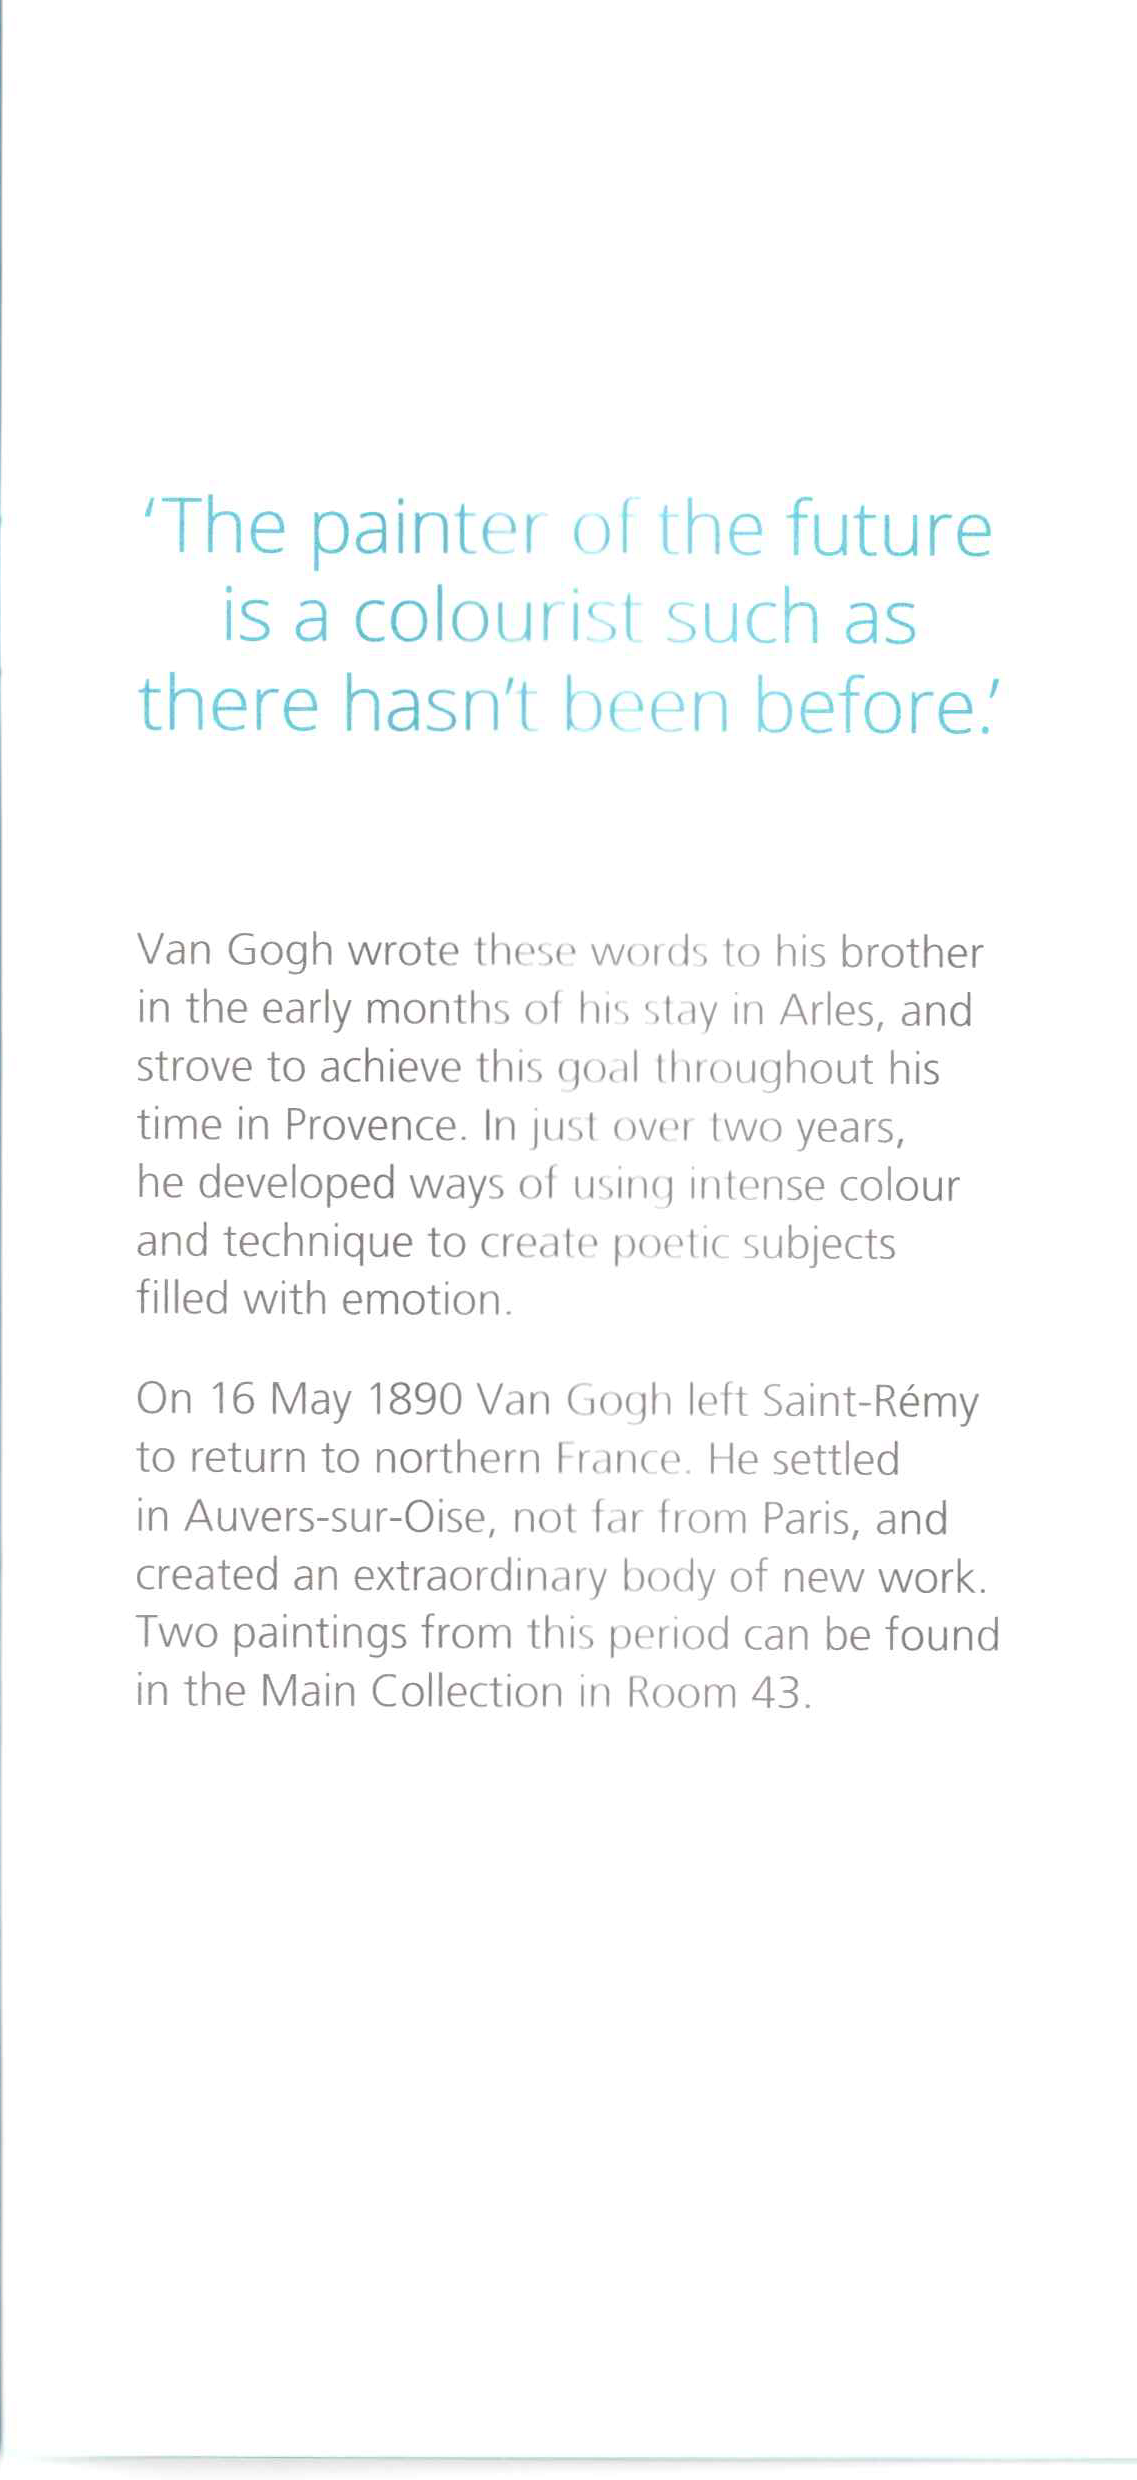 ‘The painter of the future
is a colourist such as
there hasn’t been before.’
Van Gogh wrote these words to his brother
in the early months of his stay in Arles, and
strove to achieve this goal throughout his
time in Provence. In just over two years,
he developed ways of using intense colour
and technique to create poetic subjects
filled with emotion.
On 16 May 1890 Van Gogh left Saint-Rémy
to return to northern France. He settled
in Auvers-sur-Oise, not far from Paris, and
created an extraordinary body of new work.
Two paintings from this period can be found
in the Main Collection in Room 43.